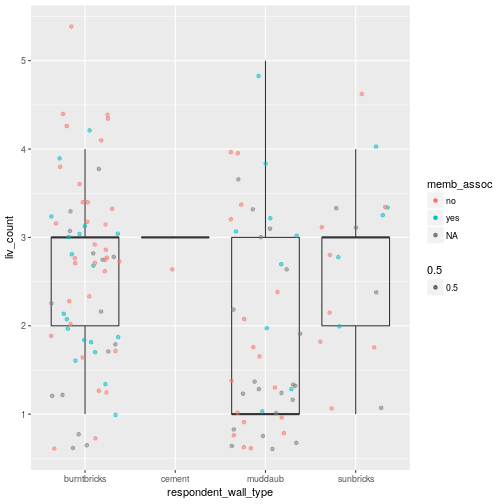 liv_count
5
4
3
2
1
burntbricks cement muddaub sunbricks
respondent_wall_type
memb_assoc
no
yes
NA
0.5
0.5